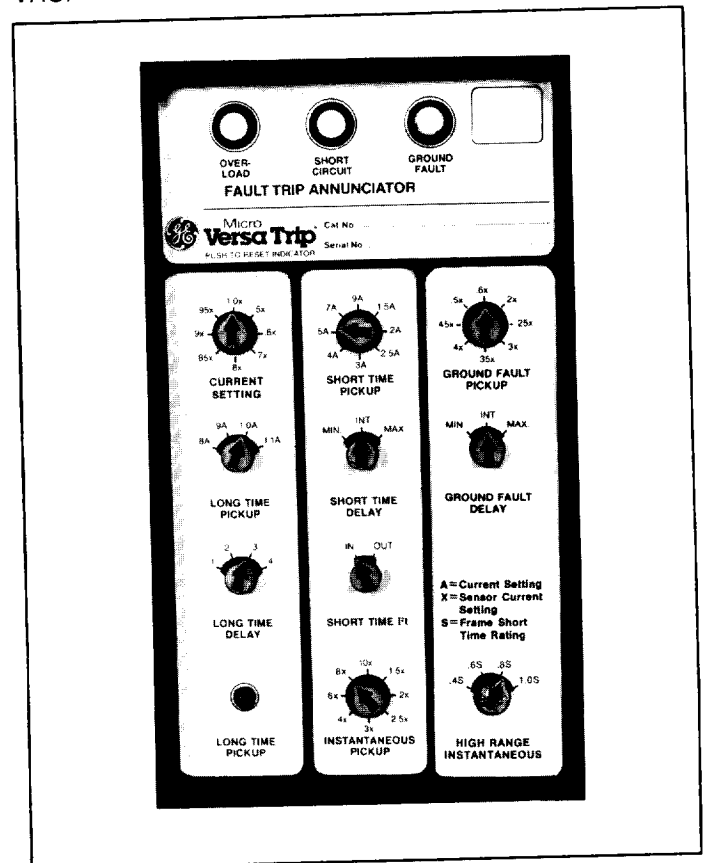 OVER-
LOAD
SHORT
CIRCUIT
GROUND
FAULT
FAULT TRIP ANNUNCIATOR
GE
Micro
Versa Trip
PUSH TO RESET INDICATOR
Cat No
Serial No
.95x 1.0x .5x
.9x .6x
.85x .8x .7x
CURRENT
SETTING
7A 9A 1.5A
5A 2A
4A 3A 2.5A
SHORT TIME
PICKUP
.5x .6x .2x
45x 25x
.4x 35x .3x
GROUND FAULT
PICKUP
.8A .9A 1.0A 1.1A
LONG TIME
PICKUP
MIN. INT MAX
SHORT TIME
DELAY
MIN INT MAX.
GROUND FAULT
DELAY
1 2 3 4
LONG TIME
DELAY
IN OUT
SHORT TIME I²t
A=Current Setting
X=Sensor Current
Setting
S=Frame Short
Time Rating
LONG TIME
PICKUP
8x 10x 1.5x
6x 2x
4x 3x 2.5x
INSTANTANEOUS
PICKUP
.4S .6S .8S 1.0S
HIGH RANGE
INSTANTANEOUS